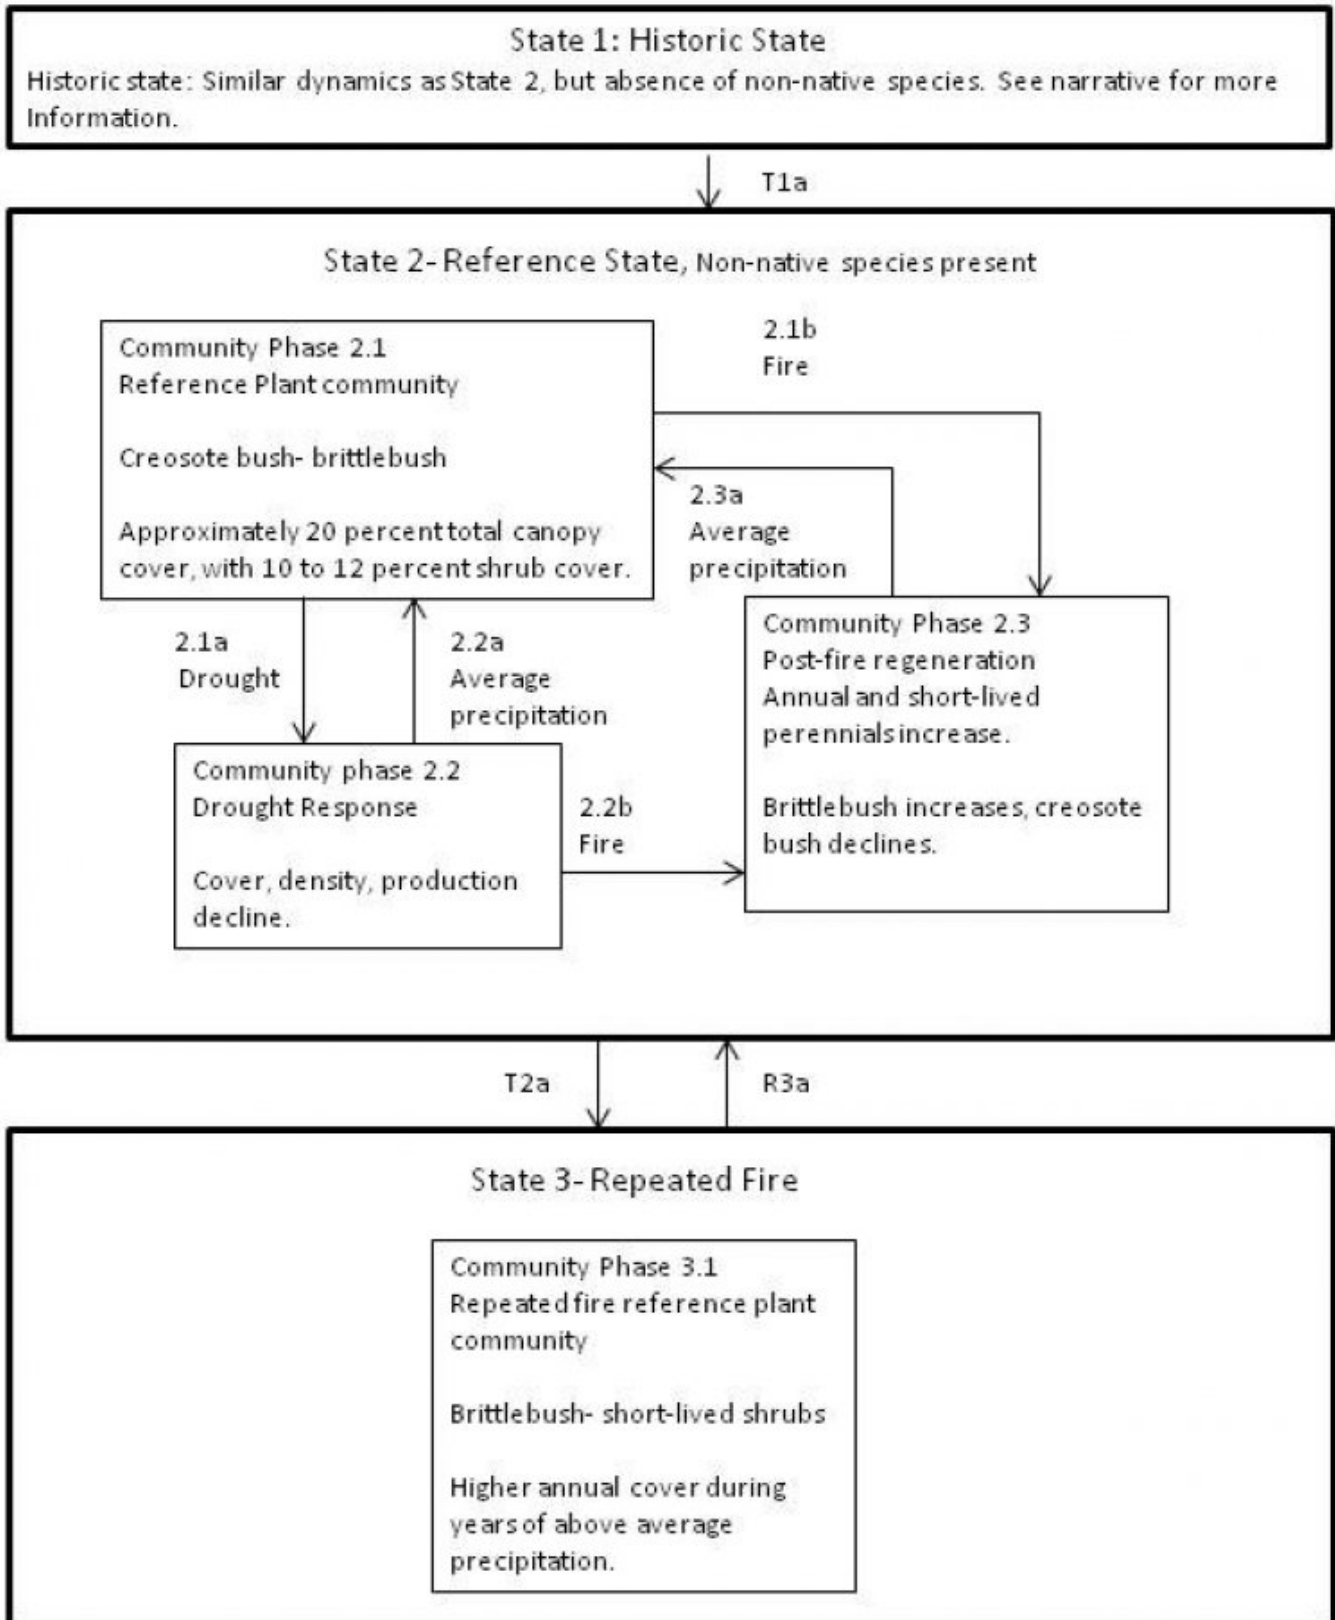 State 1: Historic State
Historic state: Similar dynamics as State 2, but absence of non-native species. See narrative for more
Information.
T1a
State 2- Reference State, Non-native species present
Community Phase 2.1
Reference Plant community
Creosote bush- brittlebush
Approximately 20 percent total canopy
cover, with 10 to 12 percent shrub cover.
2.1b
Fire
2.3a
Average
precipitation
2.1a
Drought
2.2a
Average
precipitation
Community Phase 2.3
Post-fire regeneration
Annual and short-lived
perennials increase.
Brittlebush increases, creosote
bush declines.
Community phase 2.2
Drought Response
Cover, density, production
decline.
2.2b
Fire
T2a
R3a
State 3- Repeated Fire
Community Phase 3.1
Repeated fire reference plant
community
Brittlebush- short-lived shrubs
Higher annual cover during
years of above average
precipitation.